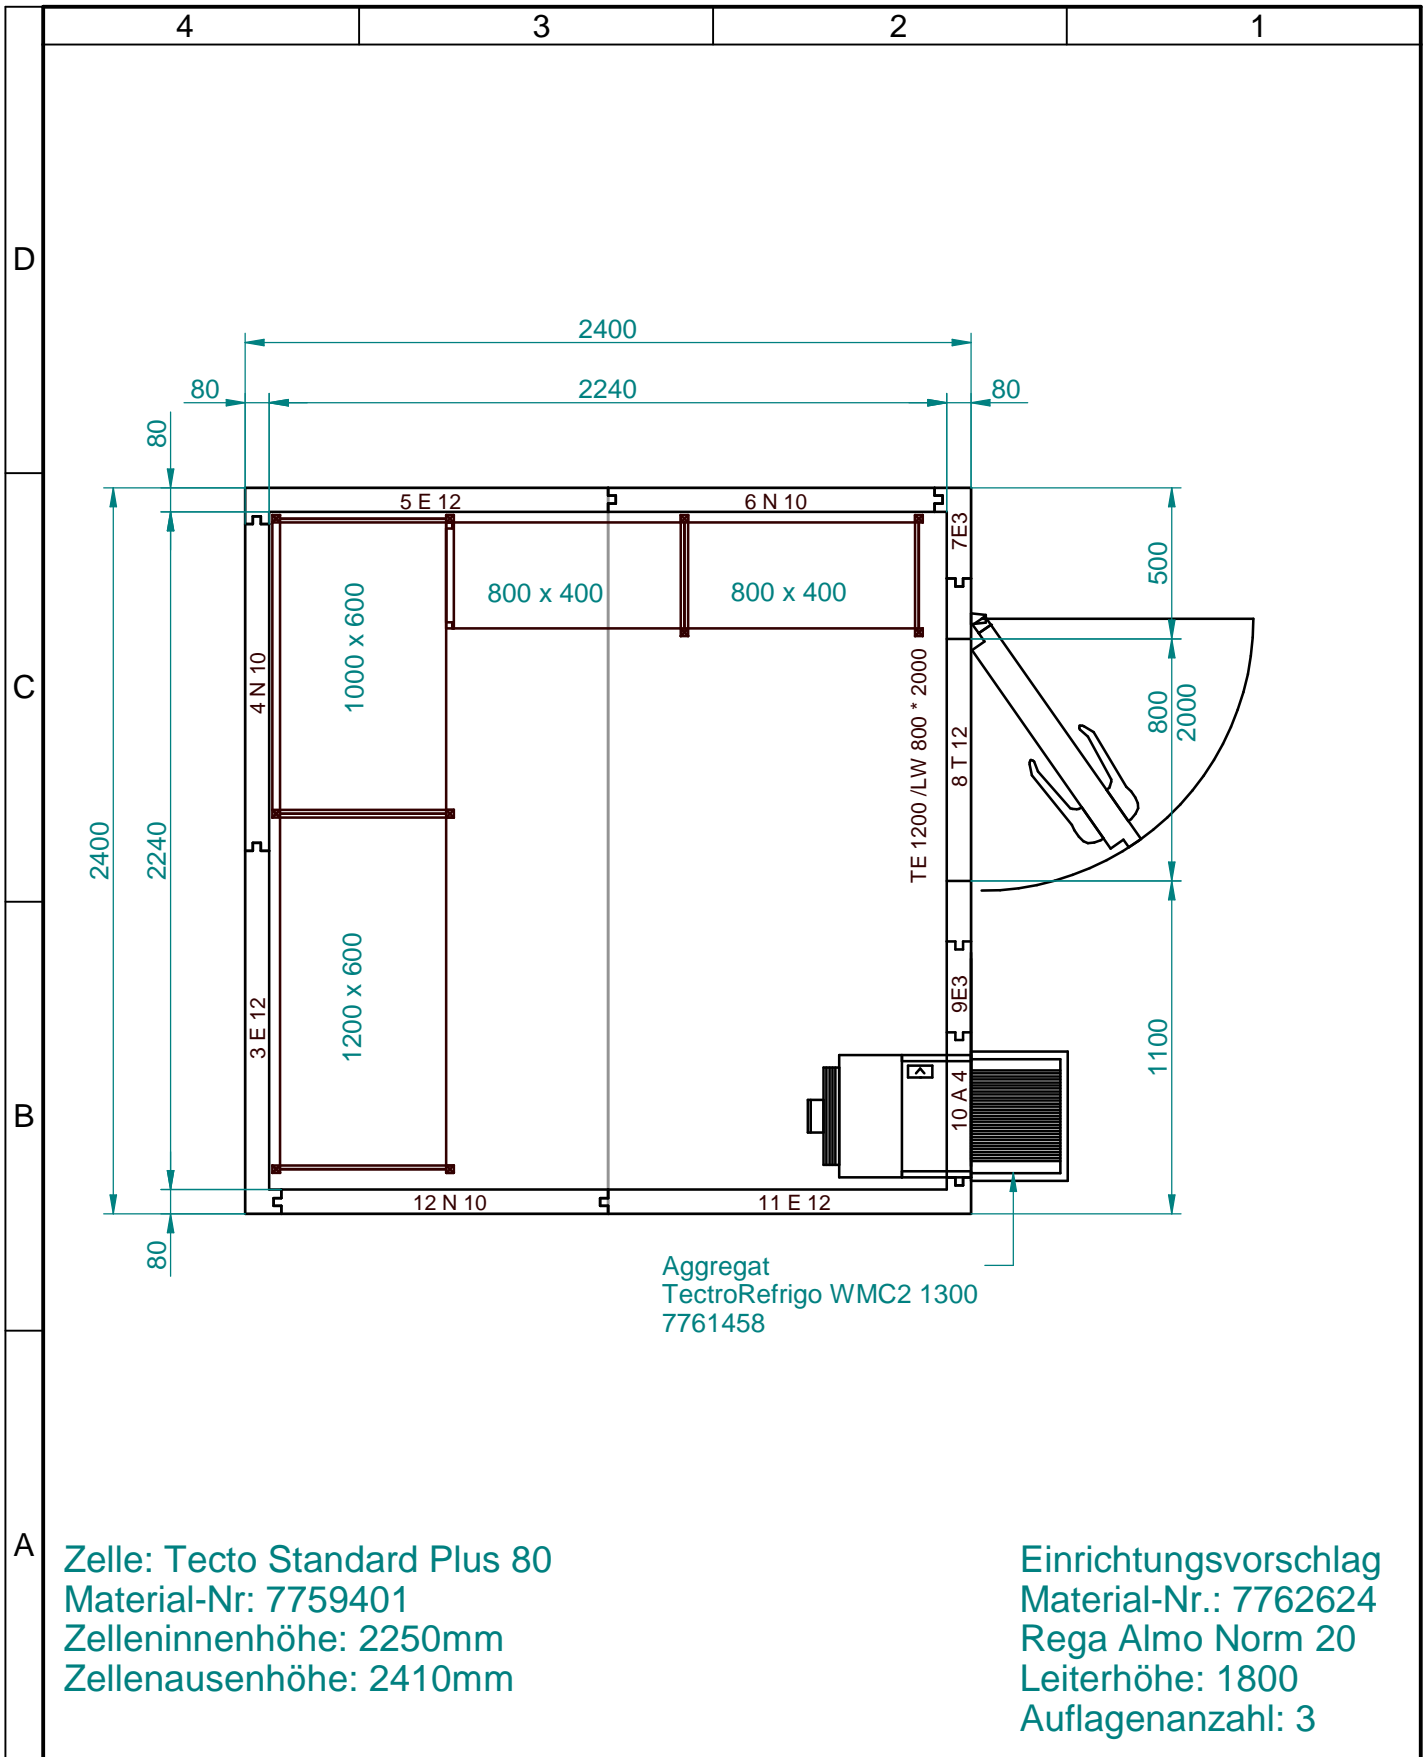 4
3
2
1
D
C
B
A
2400
80
2240
80
80
5 E 12
6 N 10
7E3
500
1000 x 600
800 x 400
800 x 400
4 N 10
TE 1200 /LW 800 * 2000
8 T 12
800
2000
2400
2240
1200 x 600
3 E 12
9E3
1100
10 A 4
12 N 10
11 E 12
80
Aggregat
TectroRefrigo WMC2 1300
7761458
Zelle: Tecto Standard Plus 80
Material-Nr: 7759401
Zelleninnenhöhe: 2250mm
Zellenausenhöhe: 2410mm
Einrichtungsvorschlag
Material-Nr.: 7762624
Rega Almo Norm 20
Leiterhöhe: 1800
Auflagenanzahl: 3